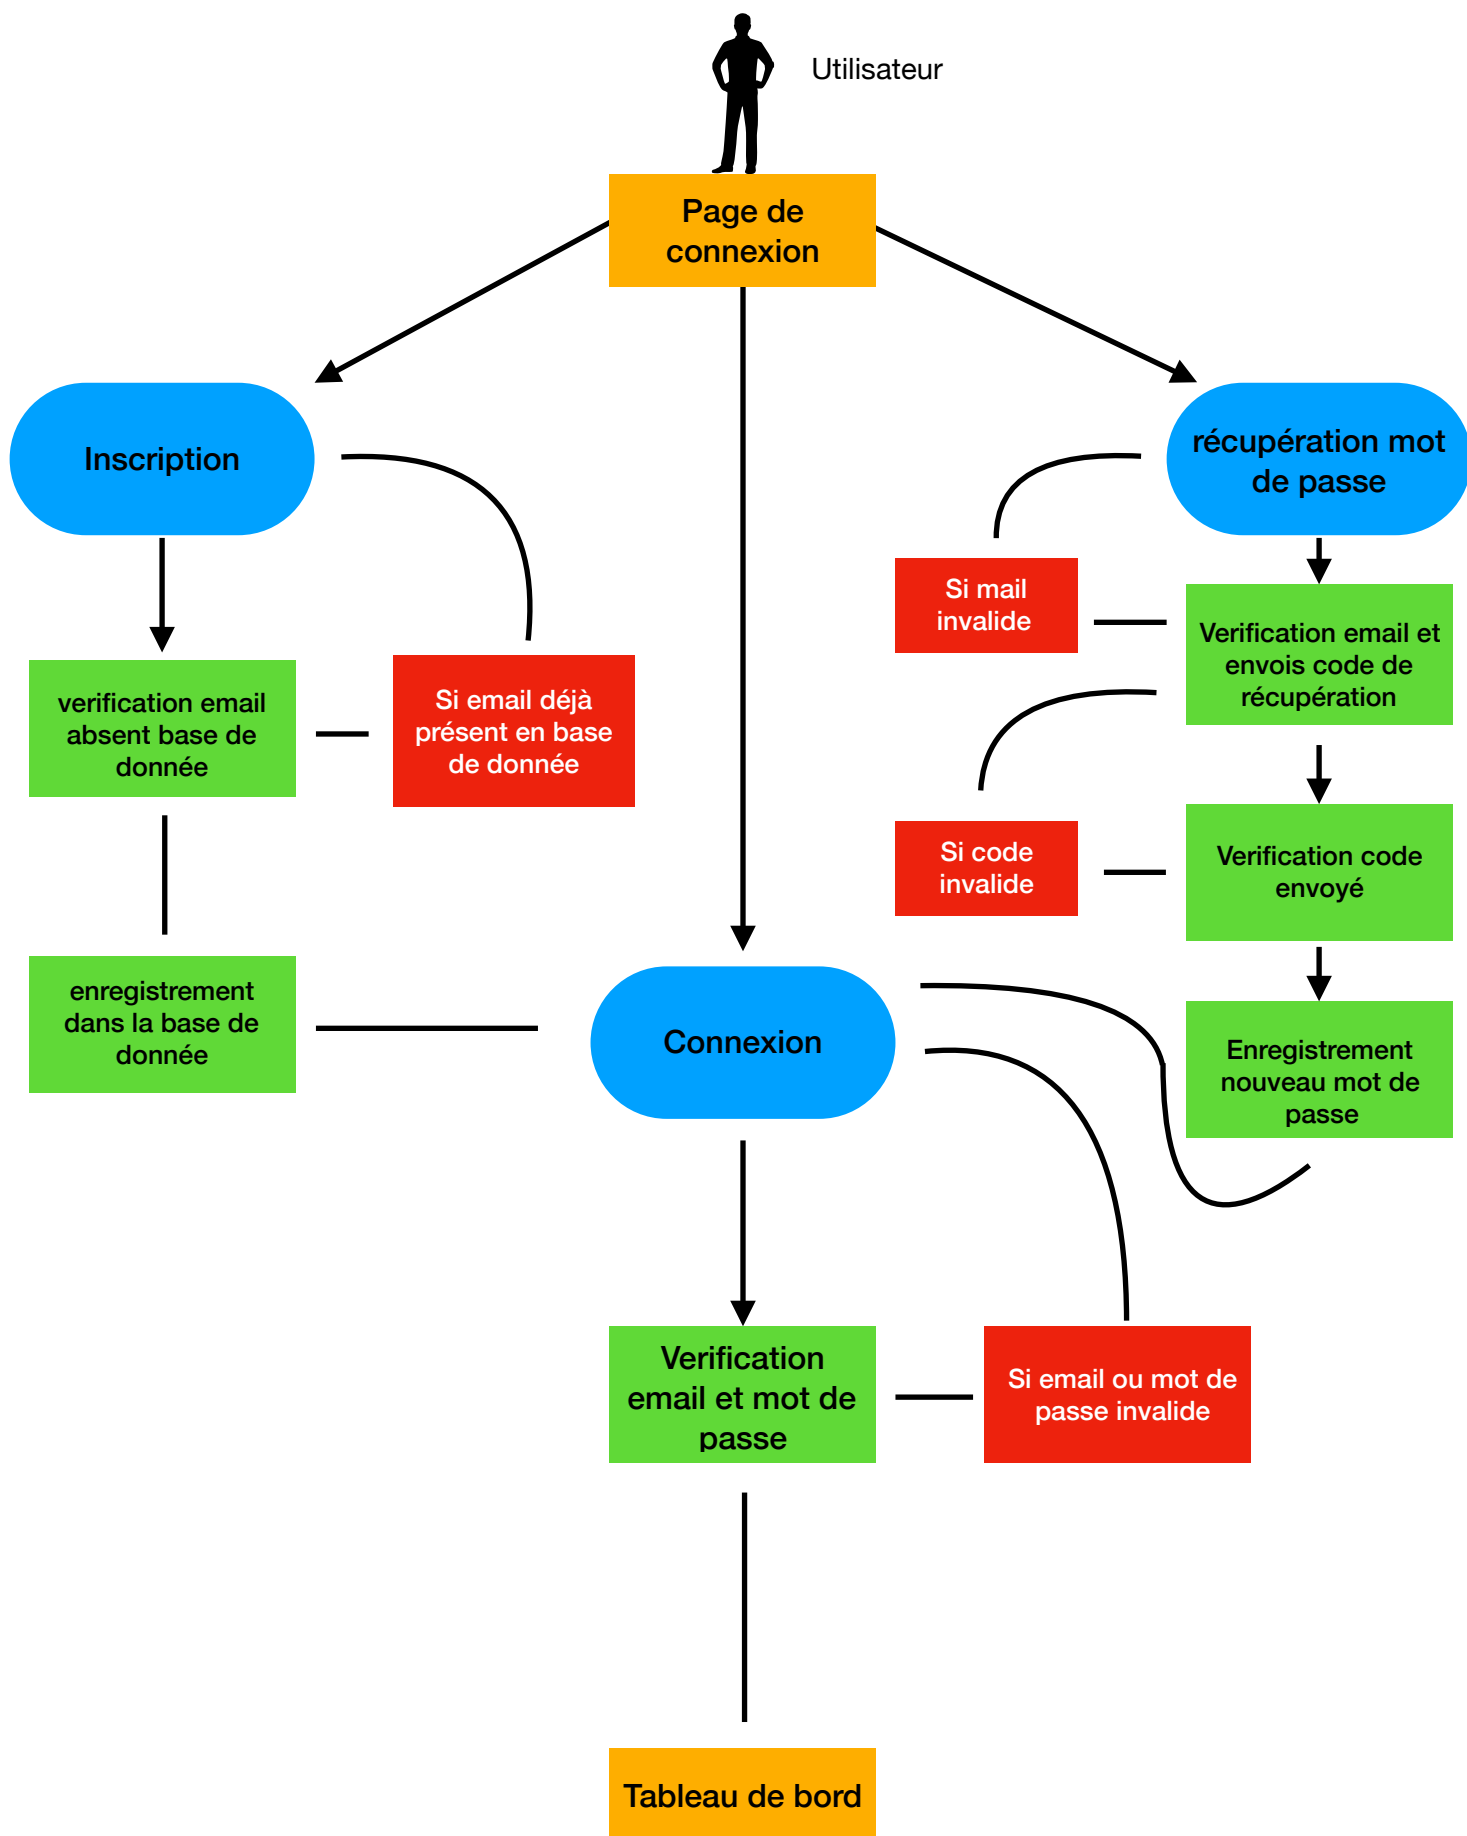 Utilisateur
Page de
connexion
Inscription
récupération mot
de passe
Si mail
invalide
Verification email et
envois code de
récupération
verification email
absent base de
donnée
Si email déjà
présent en base
de donnée
Si code
invalide
Verification code
envoyé
enregistrement
dans la base de
donnée
Connexion
Enregistrement
nouveau mot de
passe
Verification
email et mot de
passe
Si email ou mot de
passe invalide
Tableau de bord